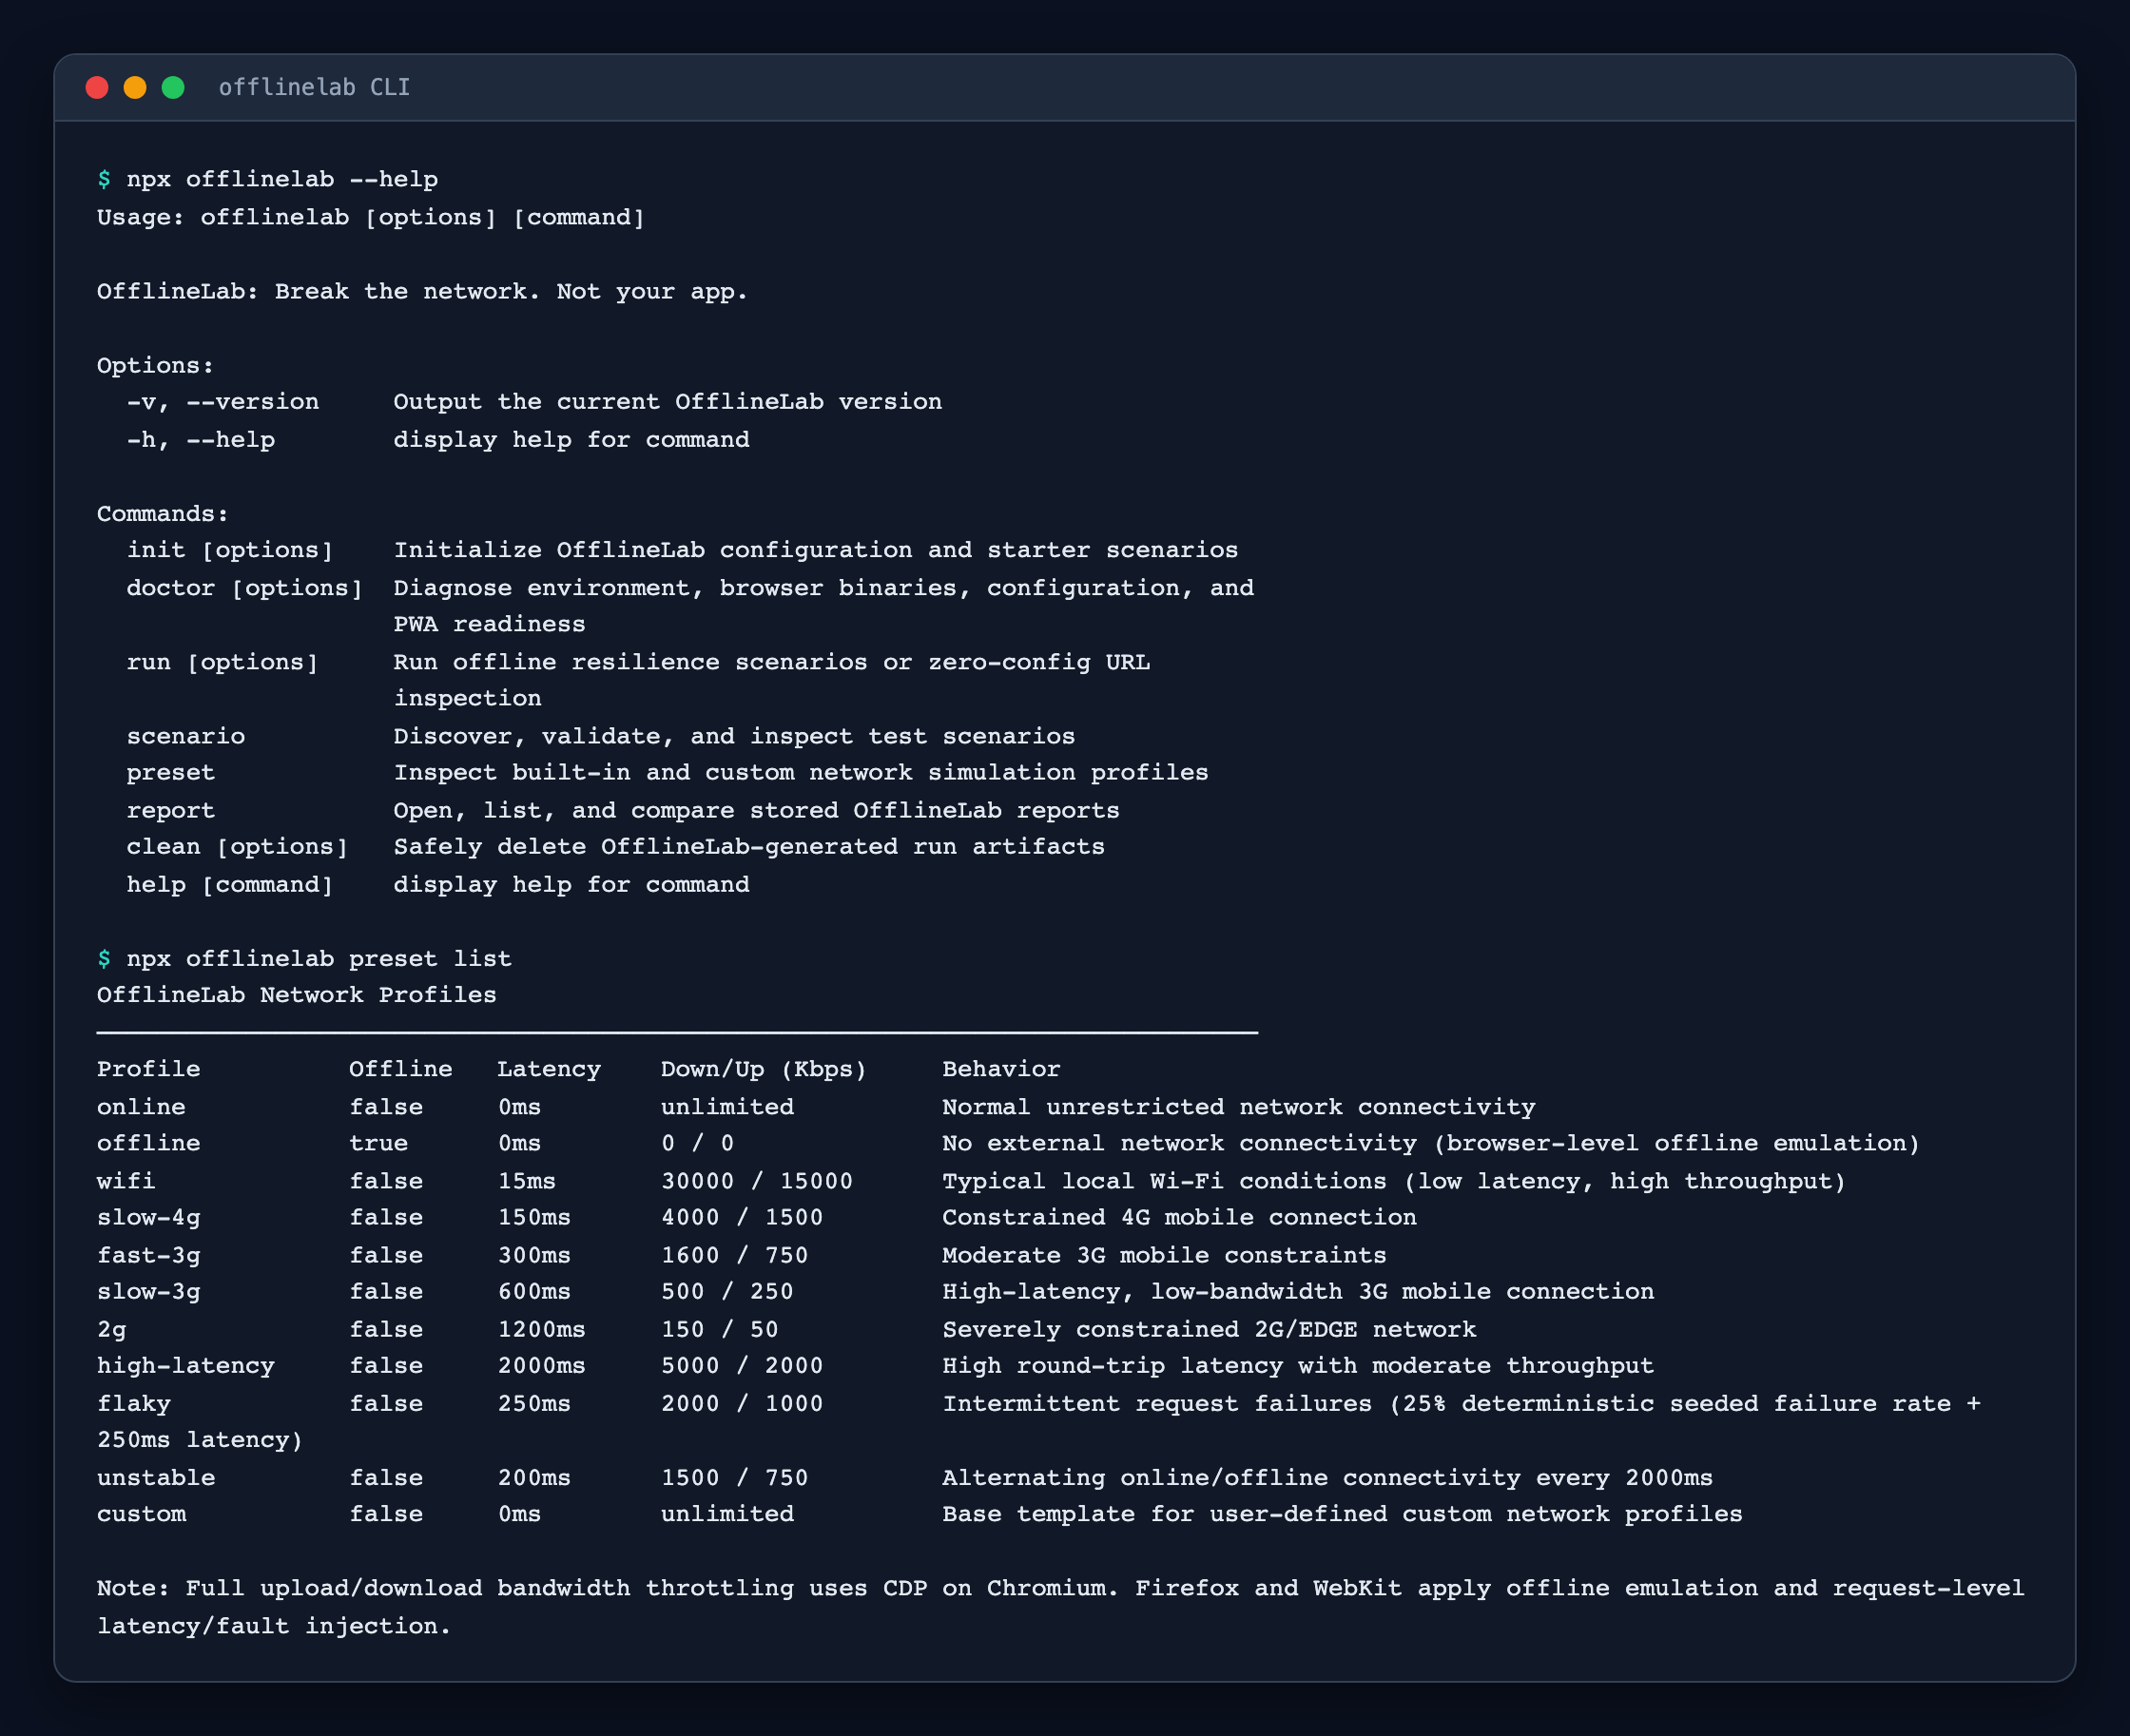 offlinelab CLI
$ npx offlinelab --help
Usage: offlinelab [options] [command]
OfflineLab: Break the network. Not your app.
Options:
  -v, --version     Output the current OfflineLab version
  -h, --help        display help for command
Commands:
  init [options]    Initialize OfflineLab configuration and starter scenarios
  doctor [options]  Diagnose environment, browser binaries, configuration, and
                    PWA readiness
  run [options]     Run offline resilience scenarios or zero-config URL
                    inspection
  scenario          Discover, validate, and inspect test scenarios
  preset            Inspect built-in and custom network simulation profiles
  report            Open, list, and compare stored OfflineLab reports
  clean [options]   Safely delete OfflineLab-generated run artifacts
  help [command]    display help for command
$ npx offlinelab preset list
OfflineLab Network Profiles
Profile          Offline   Latency    Down/Up (Kbps)     Behavior
online           false     0ms        unlimited          Normal unrestricted network connectivity
offline          true      0ms        0 / 0              No external network connectivity (browser-level offline emulation)
wifi             false     15ms       30000 / 15000      Typical local Wi-Fi conditions (low latency, high throughput)
slow-4g          false     150ms      4000 / 1500        Constrained 4G mobile connection
fast-3g          false     300ms      1600 / 750         Moderate 3G mobile constraints
slow-3g          false     600ms      500 / 250          High-latency, low-bandwidth 3G mobile connection
2g               false     1200ms     150 / 50           Severely constrained 2G/EDGE network
high-latency     false     2000ms     5000 / 2000        High round-trip latency with moderate throughput
flaky            false     250ms      2000 / 1000        Intermittent request failures (25% deterministic seeded failure rate +
250ms latency)
unstable         false     200ms      1500 / 750         Alternating online/offline connectivity every 2000ms
custom           false     0ms        unlimited          Base template for user-defined custom network profiles
Note: Full upload/download bandwidth throttling uses CDP on Chromium. Firefox and WebKit apply offline emulation and request-level
latency/fault injection.